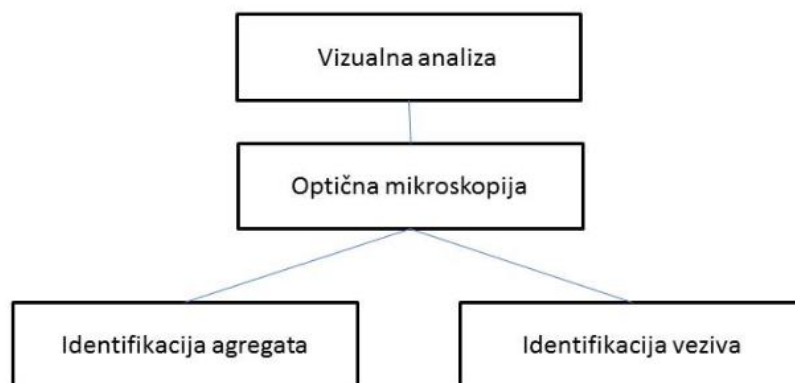 Vizualna analiza
Optična mikroskopija
Identifikacija agregata
Identifikacija veziva